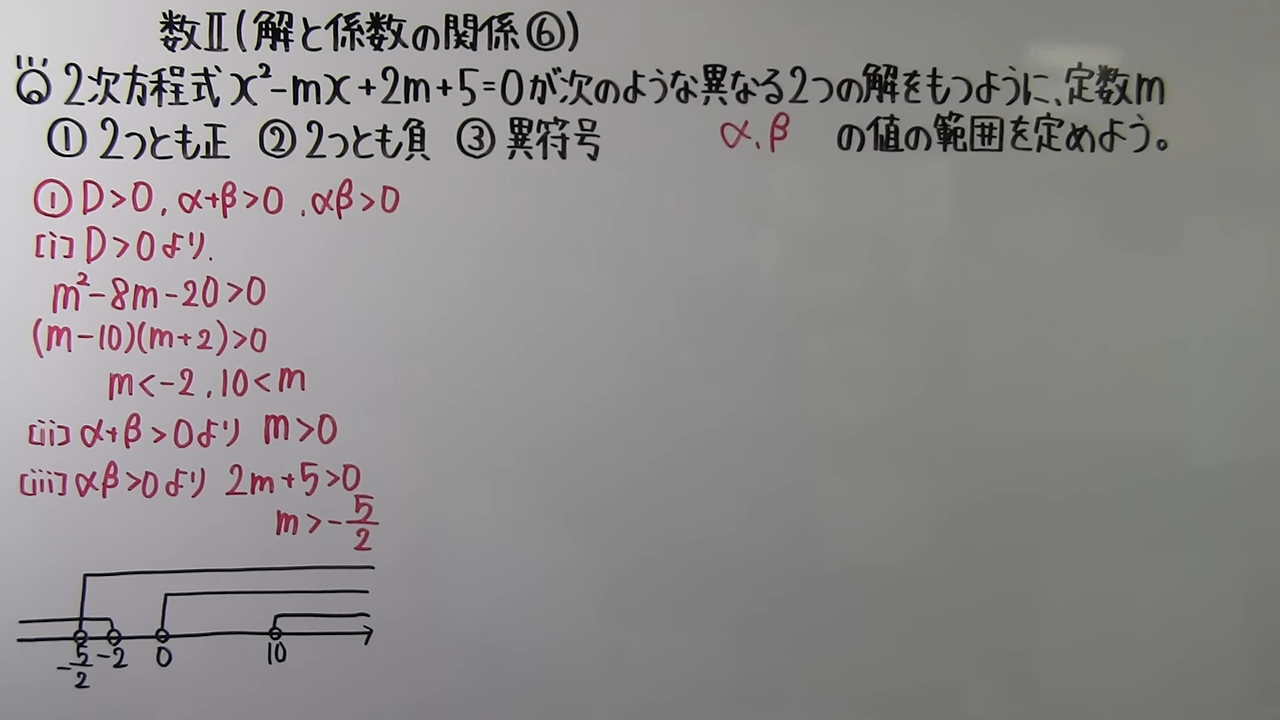 数Ⅱ(解と係数の関係⑥)
Q 2次方程式 x²-mx+2m+5=0が次のような異なる2つの解をもつように、定数m
① 2つとも正 ② 2つとも負 ③ 異符号 α、β の値の範囲を定めよう。
① D>0, α+β>0, αβ>0
[i] D>0より.
m²-8m-20>0
(m-10)(m+2)>0
m<-2, 10<m
[ii] α+β>0より m>0
[iii] αβ>0より 2m+5>0
m>-5/2
-5/2 -2 0 10